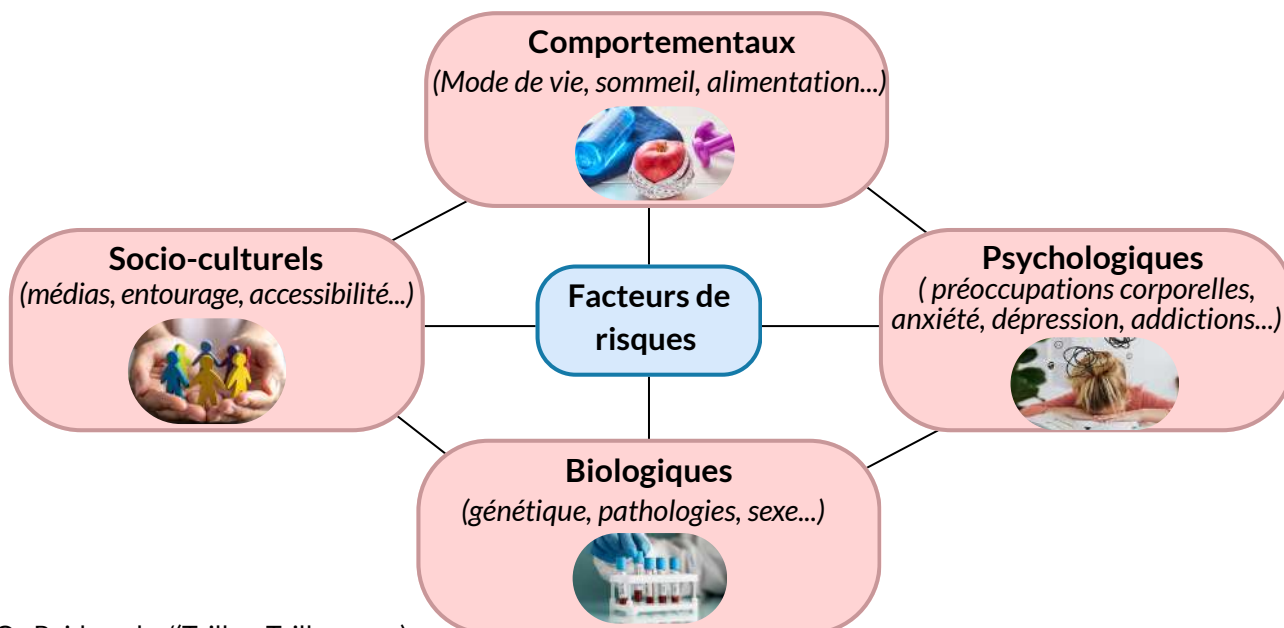 Comportementaux
(Mode de vie, sommeil, alimentation...)
Socio-culturels
(médias, entourage, accessibilité...)
Psychologiques
( préoccupations corporelles,
anxiété, dépression, addictions...)
Facteurs de
risques
Biologiques
(génétique, pathologies, sexe...)